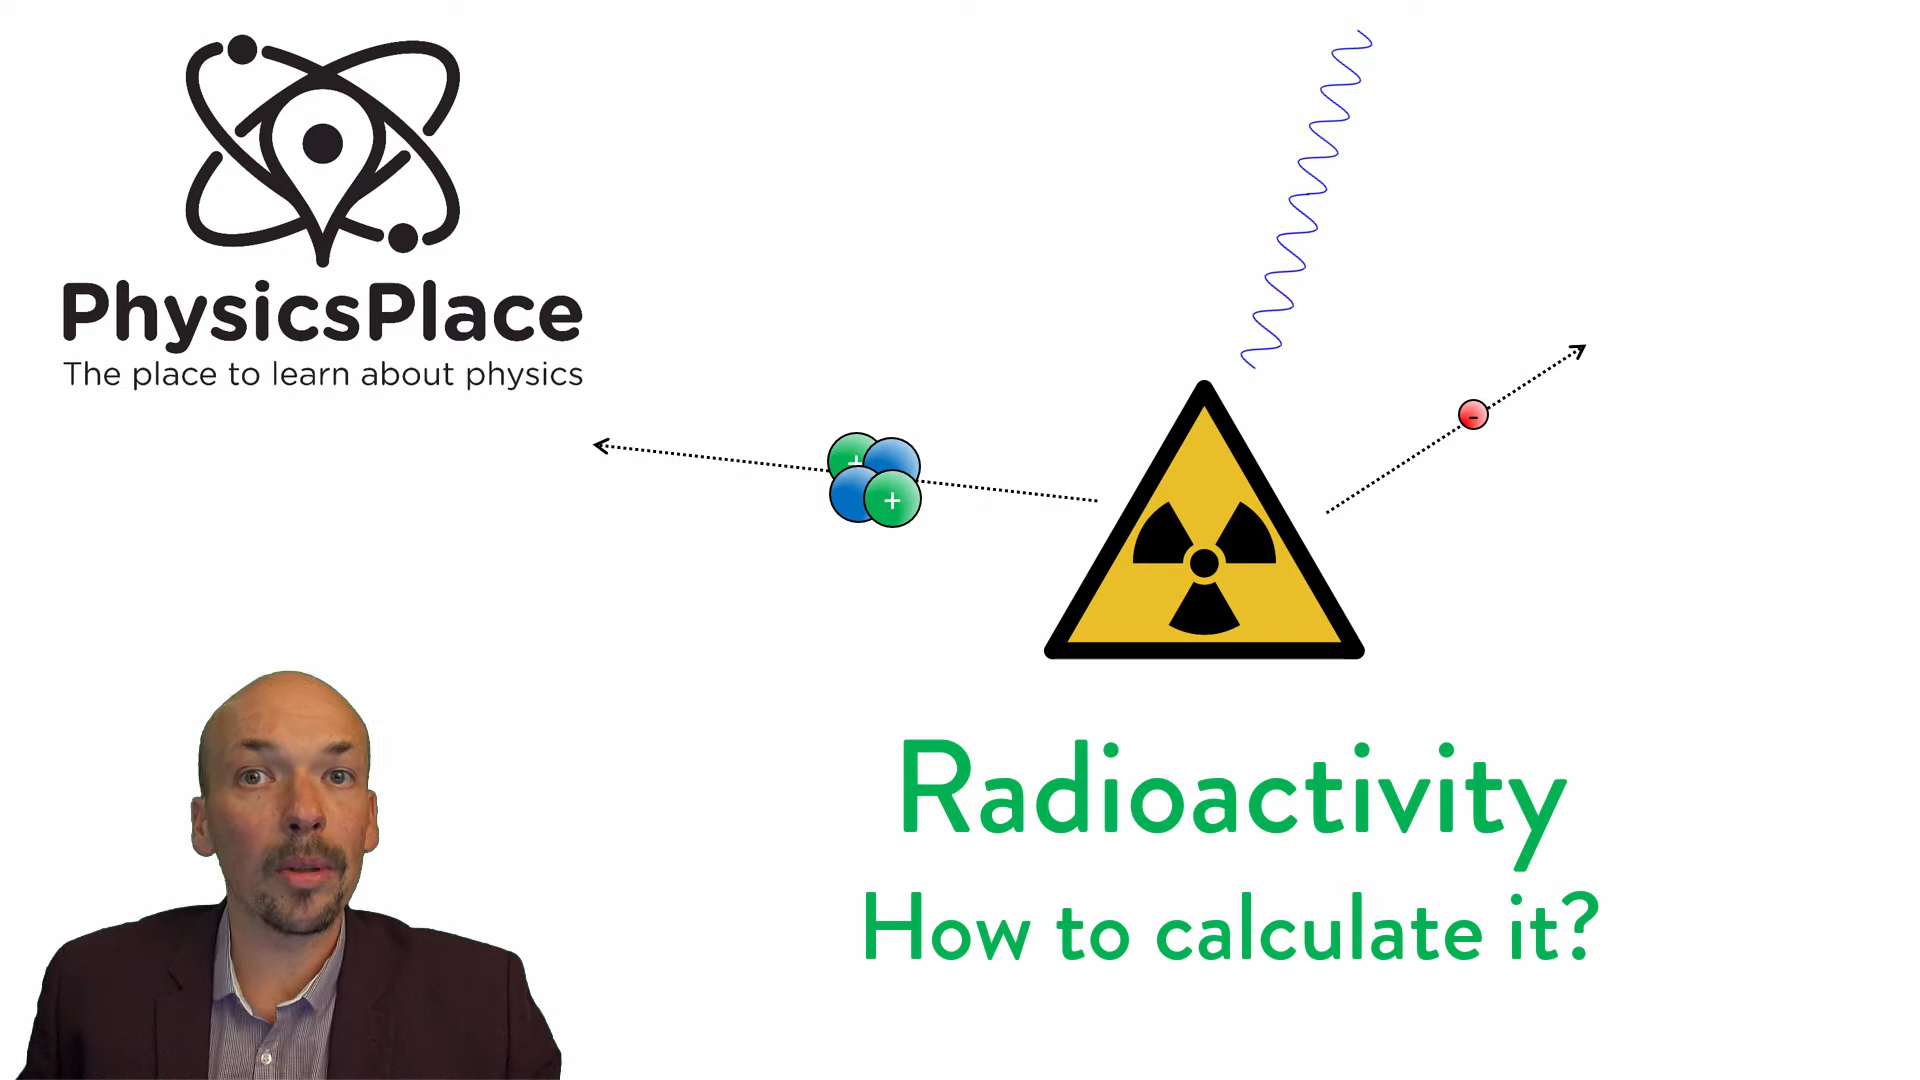 PhysicsPlace
The place to learn about physics
+
+
-
Radioactivity
How to calculate it?